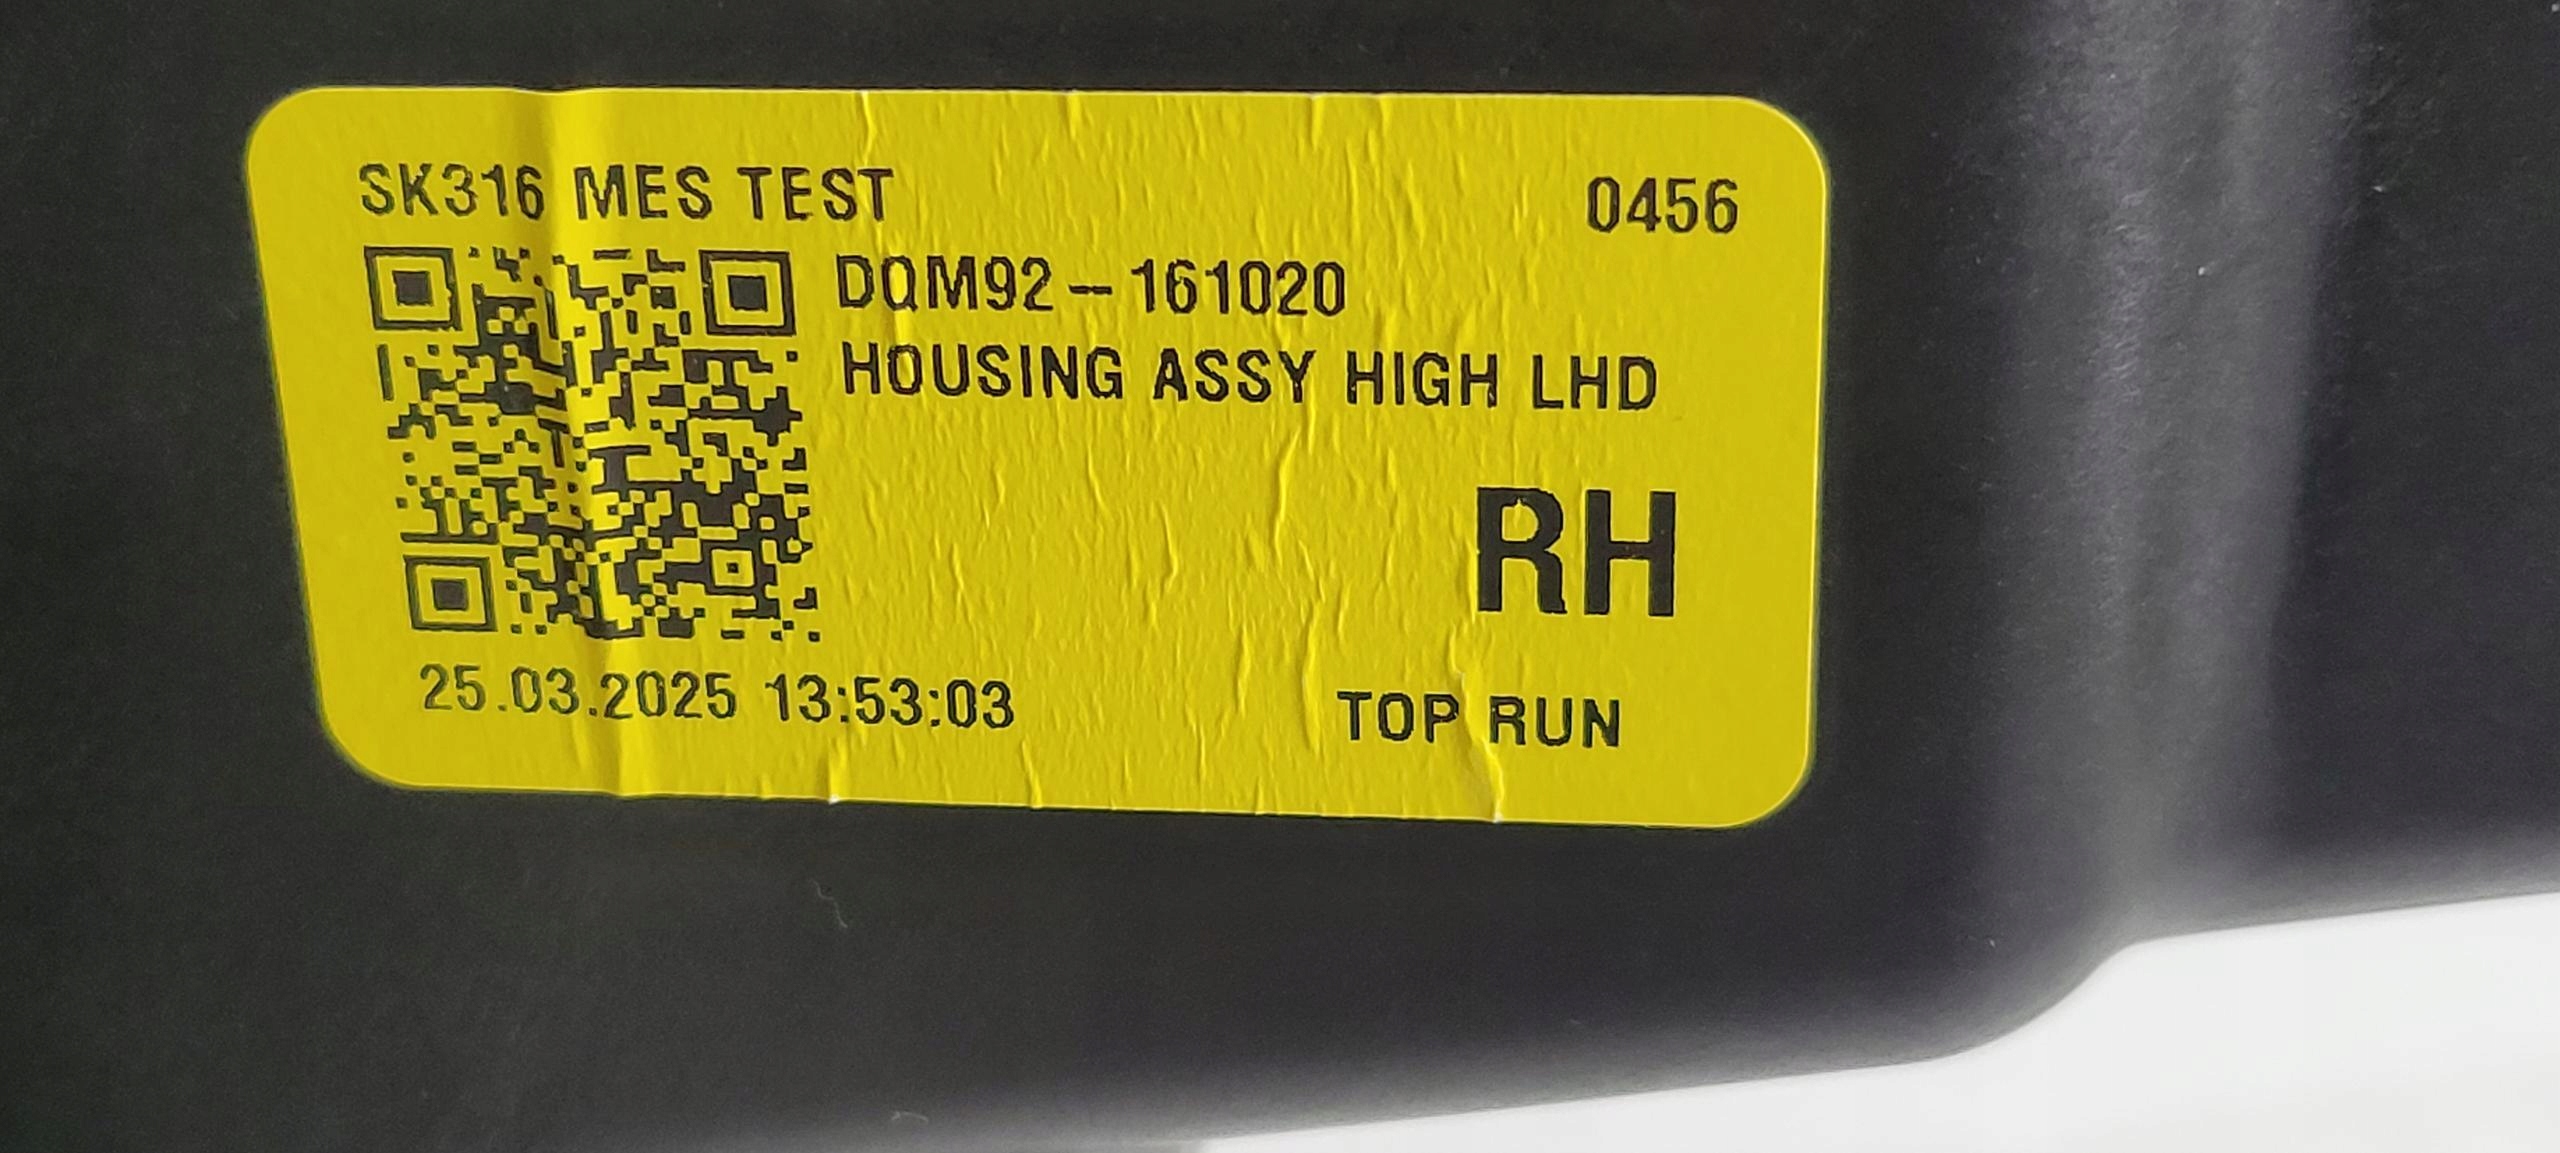 SK316 MES TEST 0456
DQM92-161020
HOUSING ASSY HIGH LHD
RH
25.03.2025 13:53:03 TOP RUN